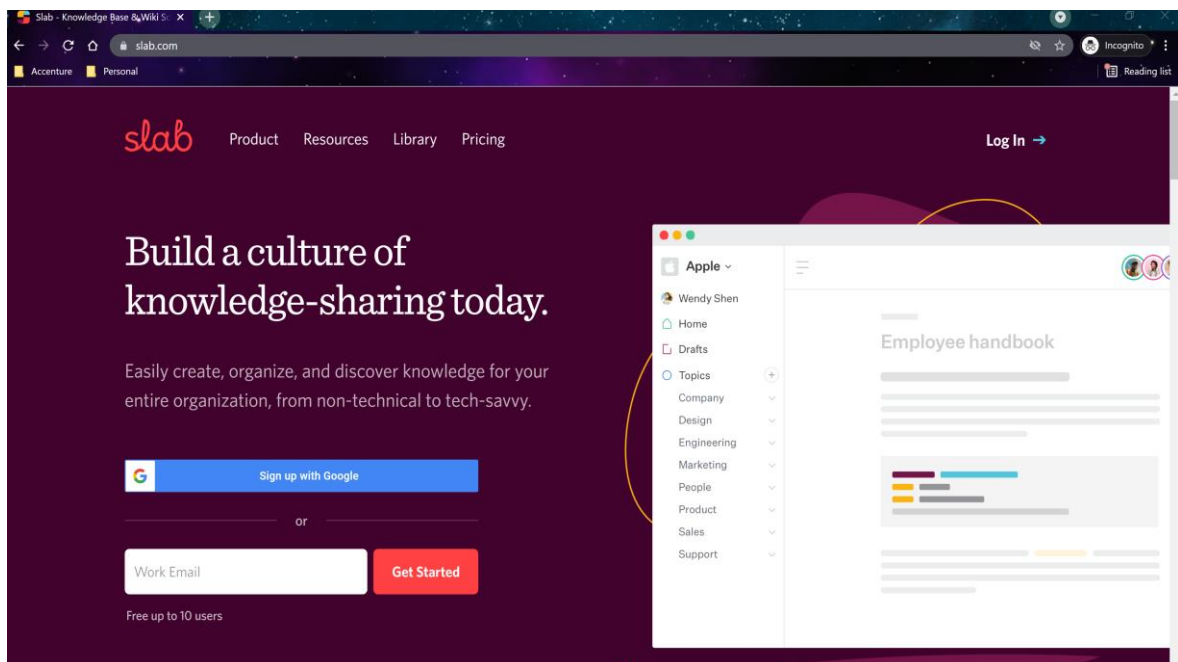 Slab - Knowledge Base & Wiki S
slab.com
Incognito
Accenture
Personal
Reading list
slab
Product
Resources
Library
Pricing
Log In →
Build a culture of
knowledge-sharing today.
Easily create, organize, and discover knowledge for your
entire organization, from non-technical to tech-savvy.
G
Sign up with Google
or
Work Email
Get Started
Free up to 10 users
Apple
Wendy Shen
Home
Drafts
Topics
Company
Design
Engineering
Marketing
People
Product
Sales
Support
Employee handbook